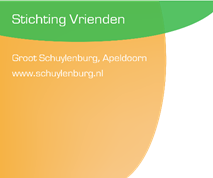 Stichting Vrienden
Groot Schuylenburg, Apeldoorn
www.schuylenburg.nl